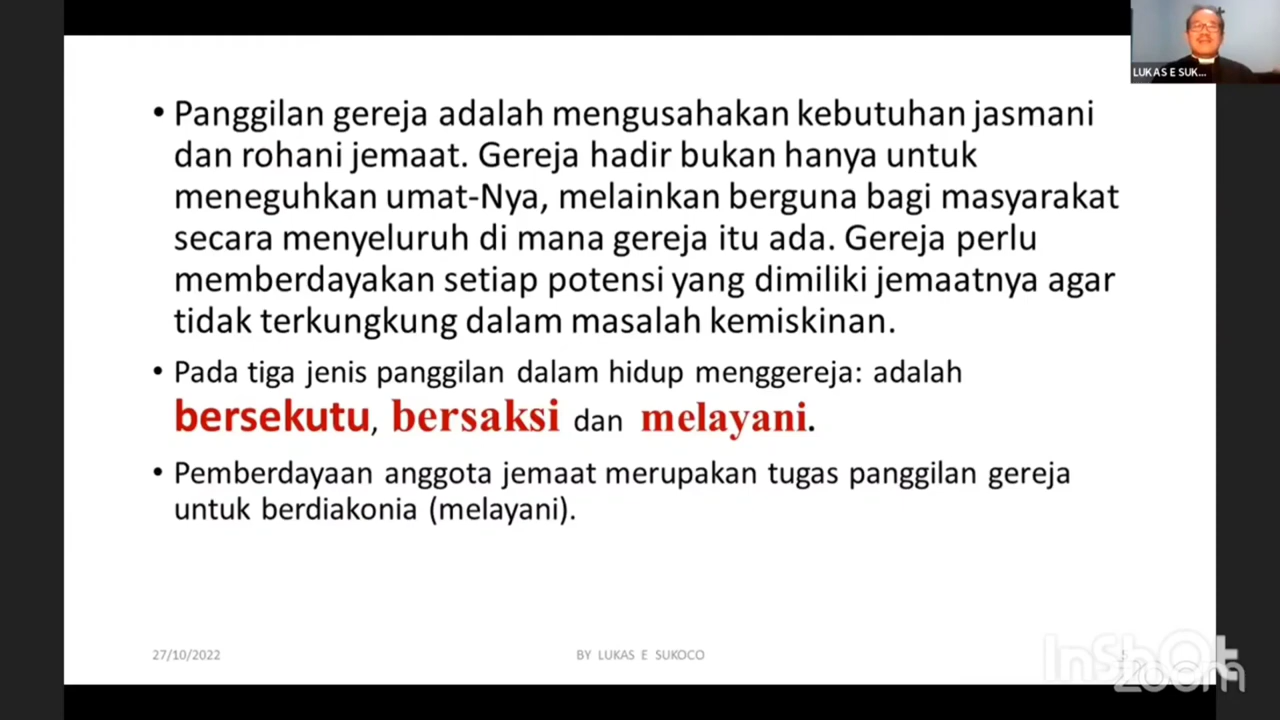 LUKAS E SUK...
• Panggilan gereja adalah mengusahakan kebutuhan jasmani
dan rohani jemaat. Gereja hadir bukan hanya untuk
meneguhkan umat-Nya, melainkan berguna bagi masyarakat
secara menyeluruh di mana gereja itu ada. Gereja perlu
memberdayakan setiap potensi yang dimiliki jemaatnya agar
tidak terkungkung dalam masalah kemiskinan.
• Pada tiga jenis panggilan dalam hidup menggereja: adalah
bersekutu, bersaksi dan melayani.
• Pemberdayaan anggota jemaat merupakan tugas panggilan gereja
untuk berdiakonia (melayani).
27/10/2022
BY LUKAS E SUKOCO
InShOt
zoom